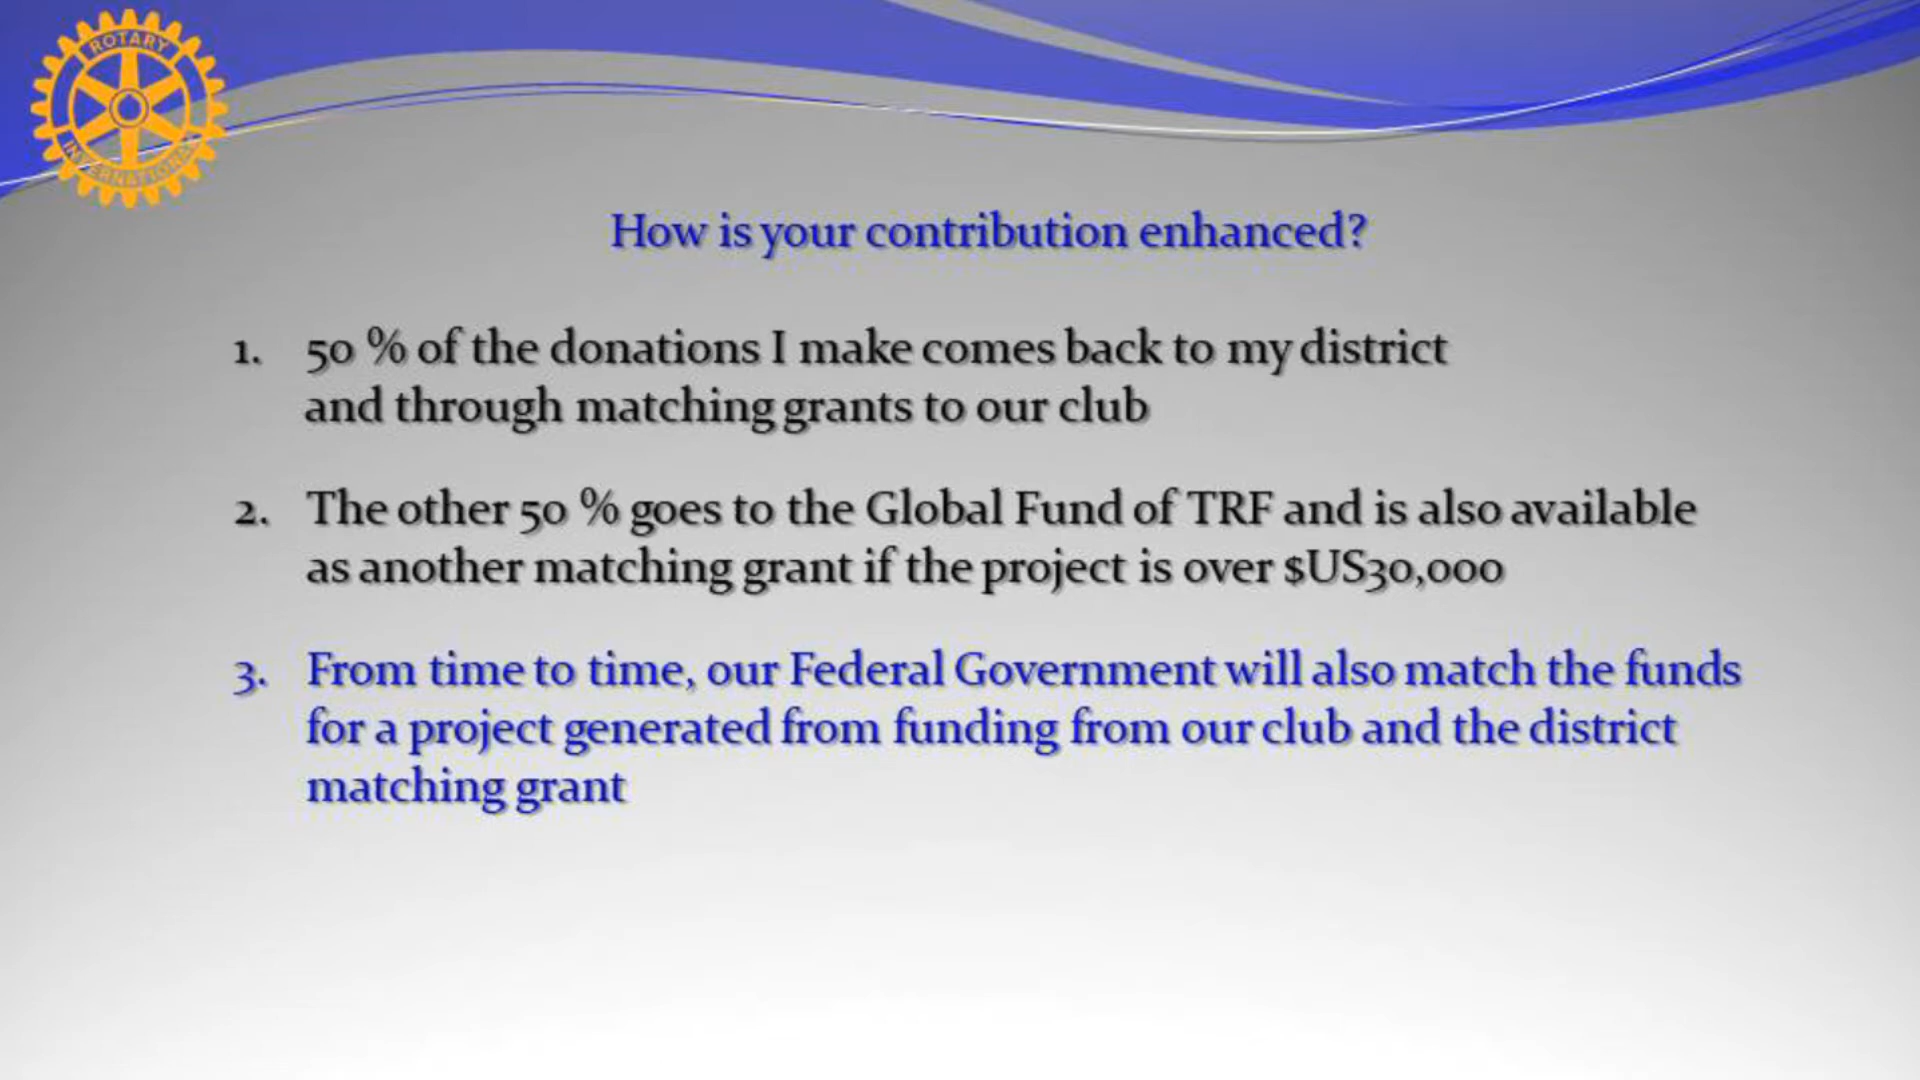 ROTARY
INTERNATIONAL
How is your contribution enhanced?
1. 50 % of the donations I make comes back to my district
and through matching grants to our club
2. The other 50 % goes to the Global Fund of TRF and is also available
as another matching grant if the project is over $US30,000
3. From time to time, our Federal Government will also match the funds
for a project generated from funding from our club and the district
matching grant